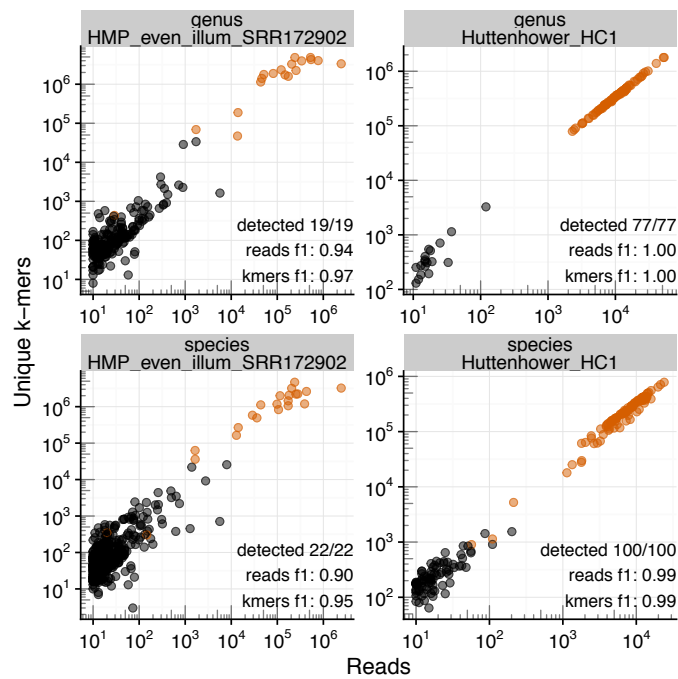 genus
HMP_even_illum_SRR172902
genus
Huttenhower_HC1
10^6
10^5
10^4
10^3
10^2
10^1
detected 19/19
reads f1: 0.94
kmers f1: 0.97
10^1 10^2 10^3 10^4 10^5 10^6
10^6
10^5
10^4
10^3
10^2
detected 77/77
reads f1: 1.00
kmers f1: 1.00
10^1 10^2 10^3 10^4
Unique k−mers
species
HMP_even_illum_SRR172902
species
Huttenhower_HC1
10^6
10^5
10^4
10^3
10^2
10^1
detected 22/22
reads f1: 0.90
kmers f1: 0.95
10^1 10^2 10^3 10^4 10^5 10^6
10^6
10^5
10^4
10^3
10^2
detected 100/100
reads f1: 0.99
kmers f1: 0.99
10^1 10^2 10^3 10^4
Reads